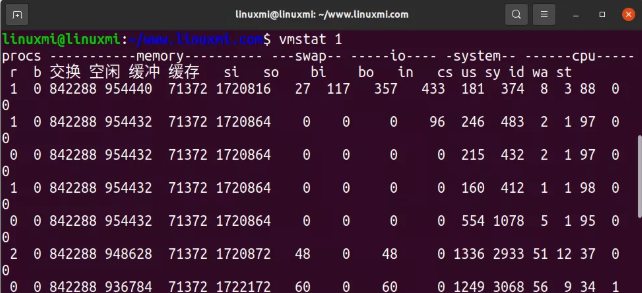 linuxmi@linuxmi: ~/www.linuxmi.com
linuxmi@linuxmi:~/www.linuxmi.com$ vmstat 1
procs -----------memory---------- ---swap-- -----io---- -system-- ------cpu-----
r b 交换 空闲 缓冲 缓存 si so bi bo in cs us sy id wa st
1 0 842288 954440 71372 1720816 27 117 357 433 181 374 8 3 88 0
0
1 0 842288 954432 71372 1720864 0 0 0 96 246 483 2 1 97 0
0
0 0 842288 954432 71372 1720864 0 0 0 0 215 432 2 1 97 0
0
1 0 842288 954432 71372 1720864 0 0 0 0 160 412 1 1 98 0
0
0 0 842288 954432 71372 1720864 0 0 0 0 554 1078 5 1 95 0
0
2 0 842288 948628 71372 1720872 48 0 48 0 1336 2933 51 12 37 0
0
0 0 842288 936784 71372 1722172 60 0 60 0 1249 3068 56 9 34 1